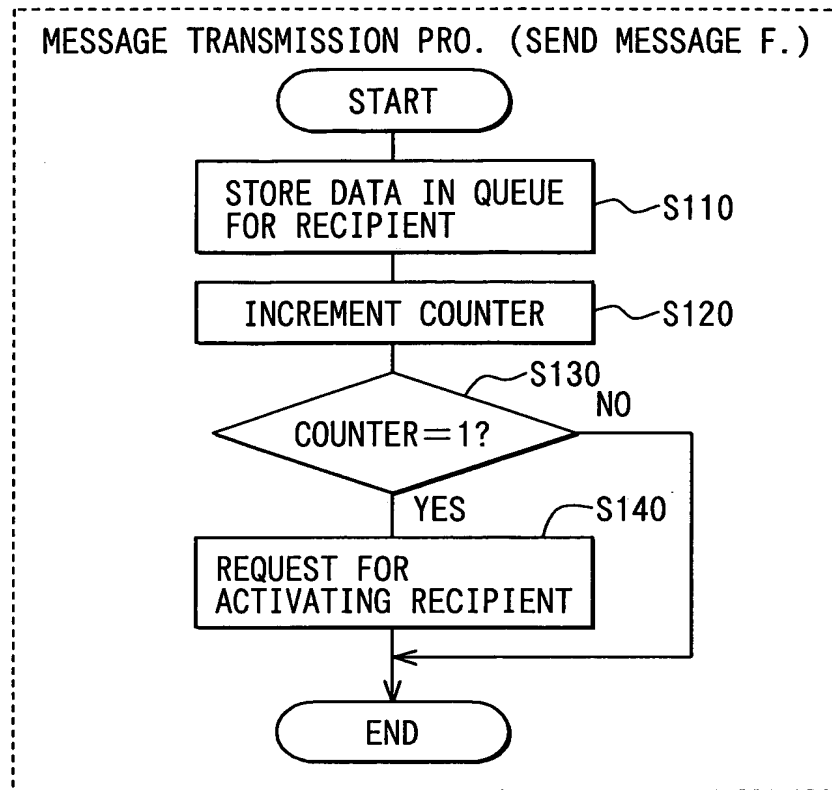 MESSAGE TRANSMISSION PRO. (SEND MESSAGE F.)
START
STORE DATA IN QUEUE
FOR RECIPIENT
S110
INCREMENT COUNTER
S120
S130
NO
COUNTER=1?
YES
S140
REQUEST FOR
ACTIVATING RECIPIENT
END